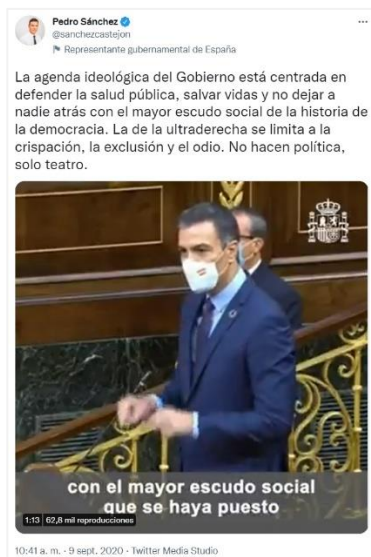 Pedro Sánchez
@sanchezcastejon
Representante gubernamental de España
La agenda ideológica del Gobierno está centrada en
defender la salud pública, salvar vidas y no dejar a
nadie atrás con el mayor escudo social de la historia de
la democracia. La de la ultraderecha se limita a la
crispación, la exclusión y el odio. No hacen política,
solo teatro.
con el mayor escudo social
que se haya puesto
1:13 62,8 mil reproducciones
10:41 a. m. · 9 sept. 2020 · Twitter Media Studio